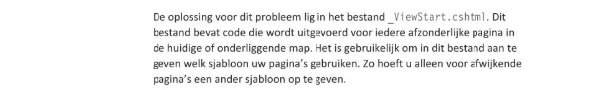 De oplossing voor dit probleem lig in het bestand _ViewStart.cshtml. Dit
bestand bevat code die wordt uitgevoerd voor iedere afzonderlijke pagina in
de huidige of onderliggende map. Het is gebruikelijk om in dit bestand aan te
geven welk sjabloon uw pagina’s gebruiken. Zo hoeft u alleen voor afwijkende
pagina’s een ander sjabloon op te geven.